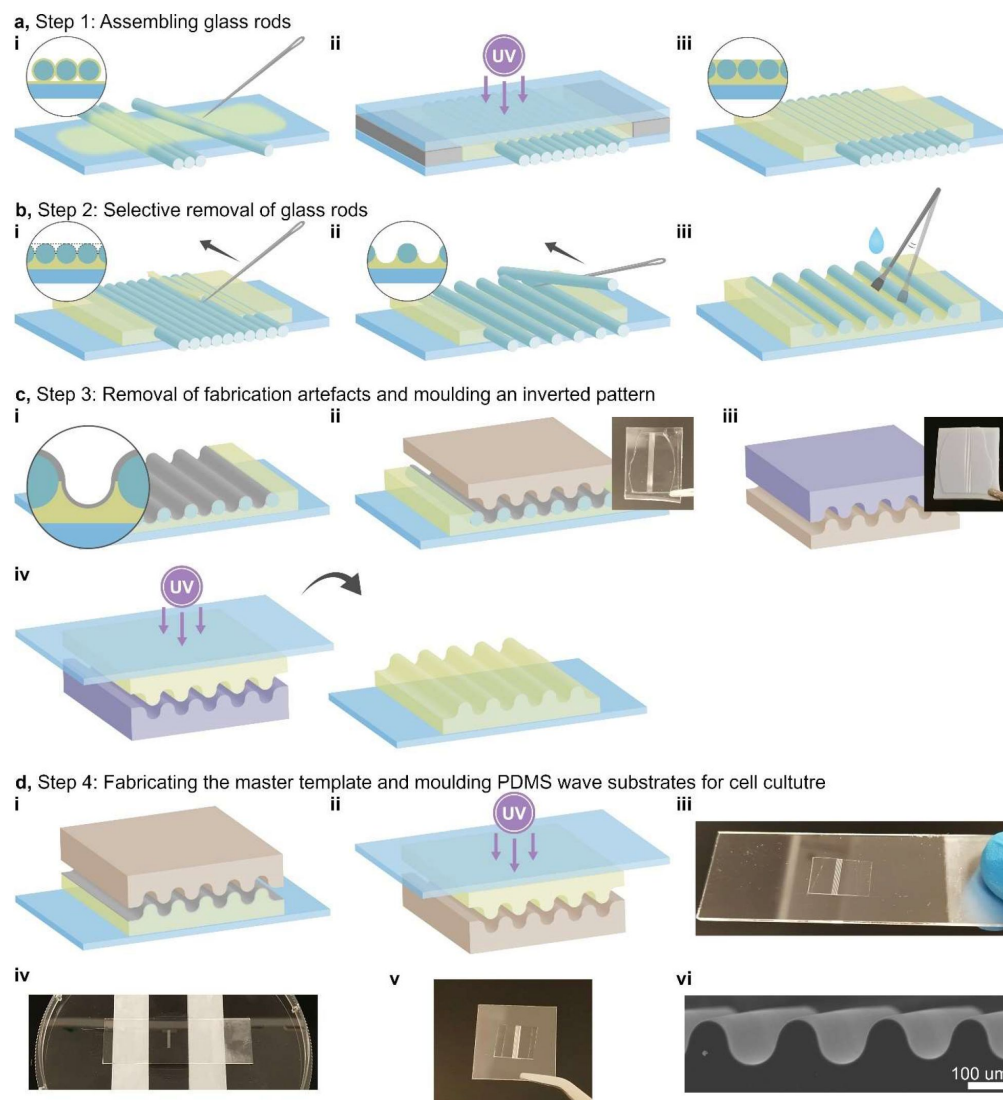 a, Step 1: Assembling glass rods
i
ii
iii
UV
b, Step 2: Selective removal of glass rods
i
ii
iii
c, Step 3: Removal of fabrication artefacts and moulding an inverted pattern
i
ii
iii
iv
UV
d, Step 4: Fabricating the master template and moulding PDMS wave substrates for cell cultutre
i
ii
iii
UV
iv
v
vi
100 um